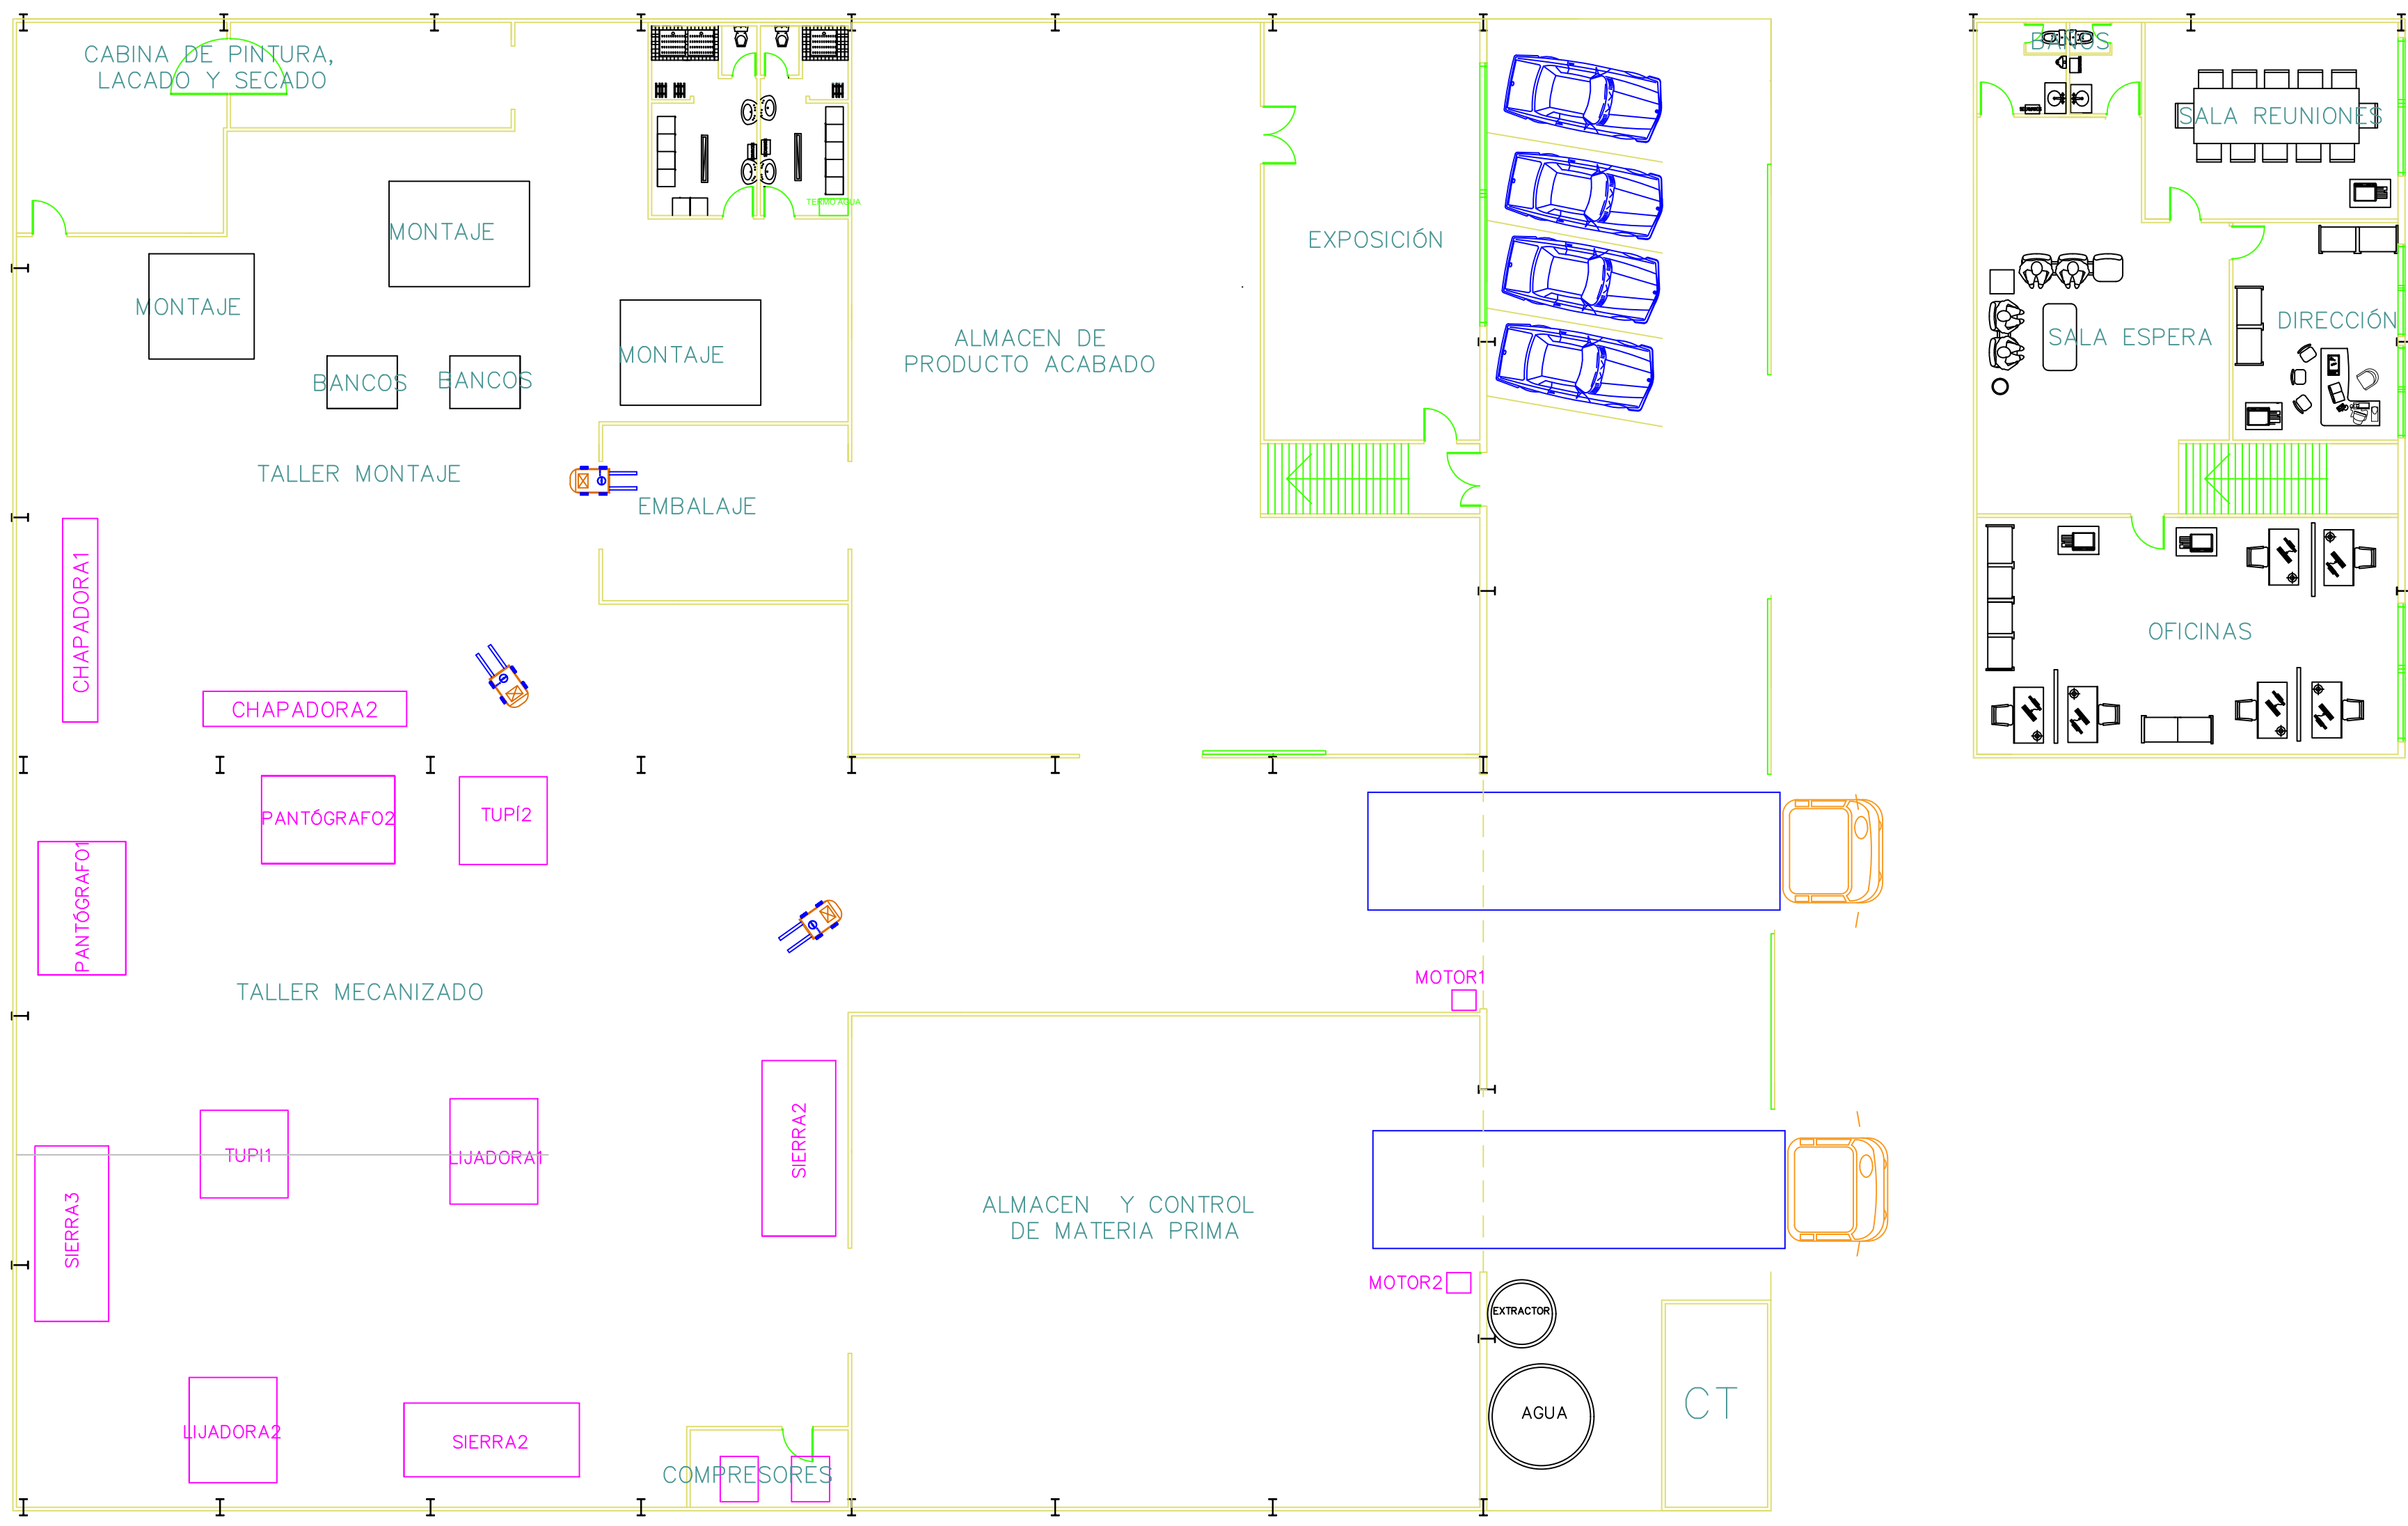 CABINA DE PINTURA,
LACADO Y SECADO
BAÑOS
SALA REUNIONES
TERMO AGUA
MONTAJE
EXPOSICIÓN
MONTAJE
ALMACEN DE
PRODUCTO ACABADO
SALA ESPERA
DIRECCIÓN
MONTAJE
BANCOS
BANCOS
TALLER MONTAJE
EMBALAJE
CHAPADORA1
OFICINAS
CHAPADORA2
PANTÓGRAFO2
TUPÍ2
PANTÓGRAFO1
TALLER MECANIZADO
MOTOR1
SIERRA2
TUPI1
LIJADORA1
SIERRA3
ALMACEN Y CONTROL
DE MATERIA PRIMA
MOTOR2
EXTRACTOR
CT
AGUA
LIJADORA2
SIERRA2
COMPRESORES